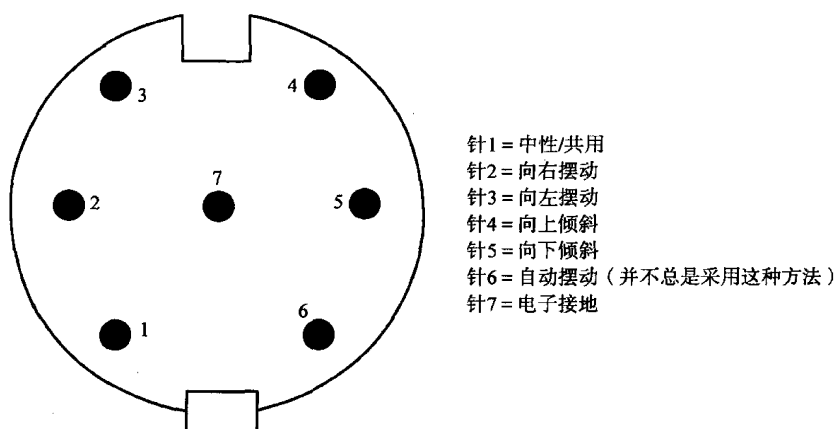 3
4
7
2
5
6
1
针1 = 中性/共用
针2 = 向右摆动
针3 = 向左摆动
针4 = 向上倾斜
针5 = 向下倾斜
针6 = 自动摆动（并不总是采用这种方法）
针7 = 电子接地